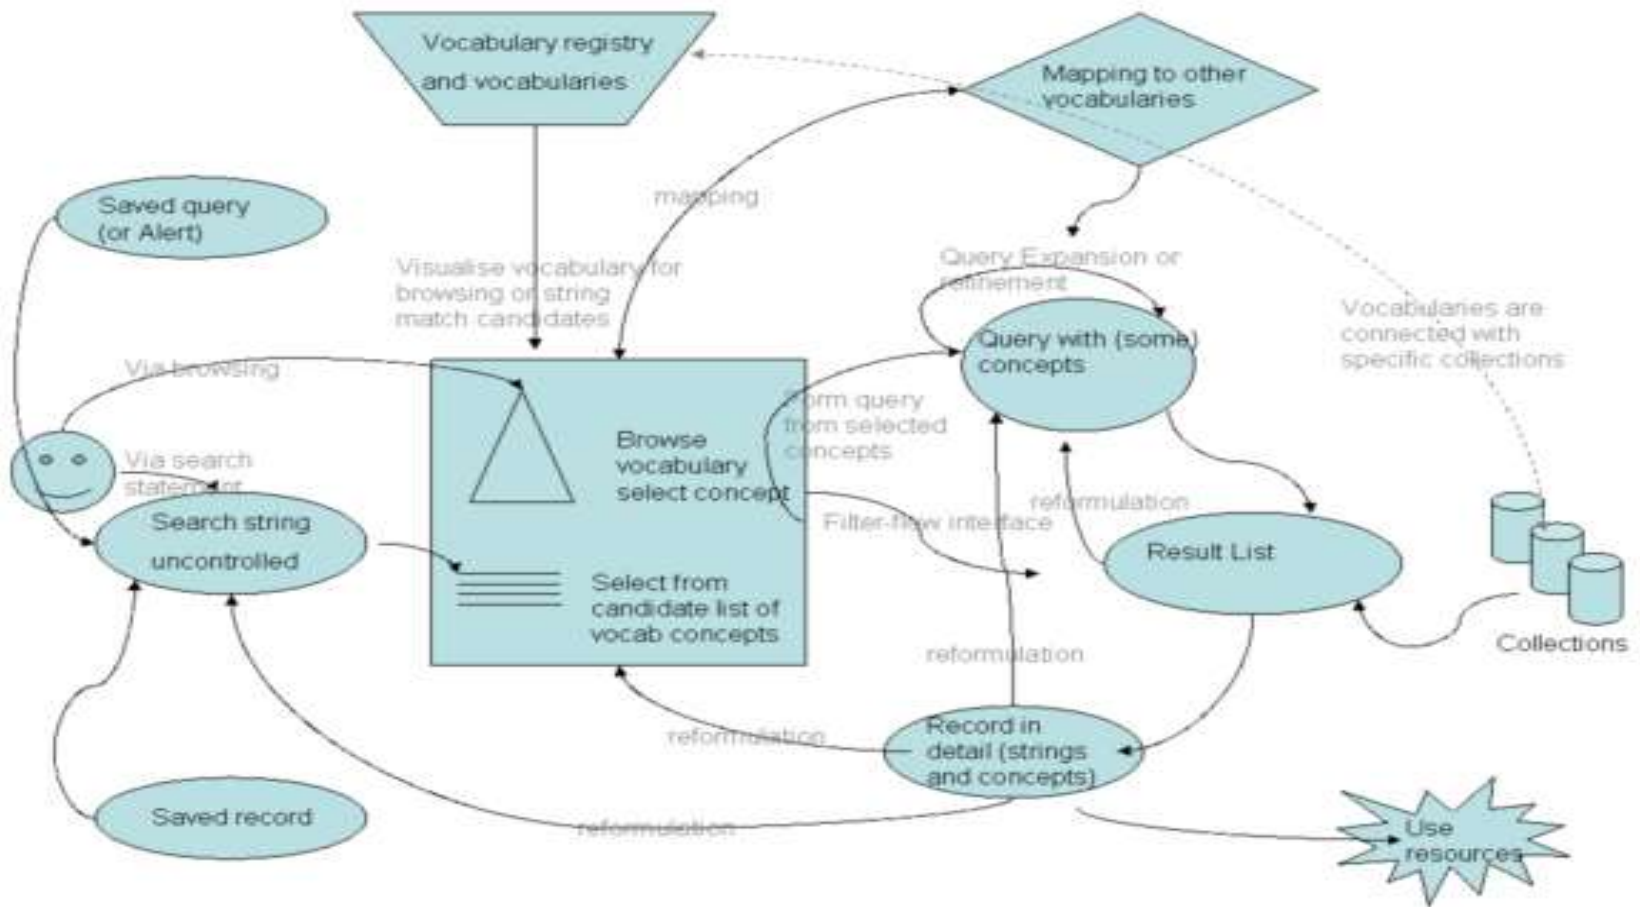 Vocabulary registry
and vocabularies
Mapping to other
vocabularies
mapping
Saved query
(or Alert)
Visualise vocabulary for
browsing or string
match candidates
Query Expansion or
refinement
Vocabularies are
connected with
specific collections
Via browsing
Query with (some)
concepts
Form query
from selected
concepts
Browse
vocabulary
select concept
Via search
statement
Search string
uncontrolled
Filter-flow interface
reformulation
Result List
Select from
candidate list of
vocab concepts
Collections
reformulation
reformulation
Record in
detail (strings
and concepts)
Saved record
reformulation
Use
resources